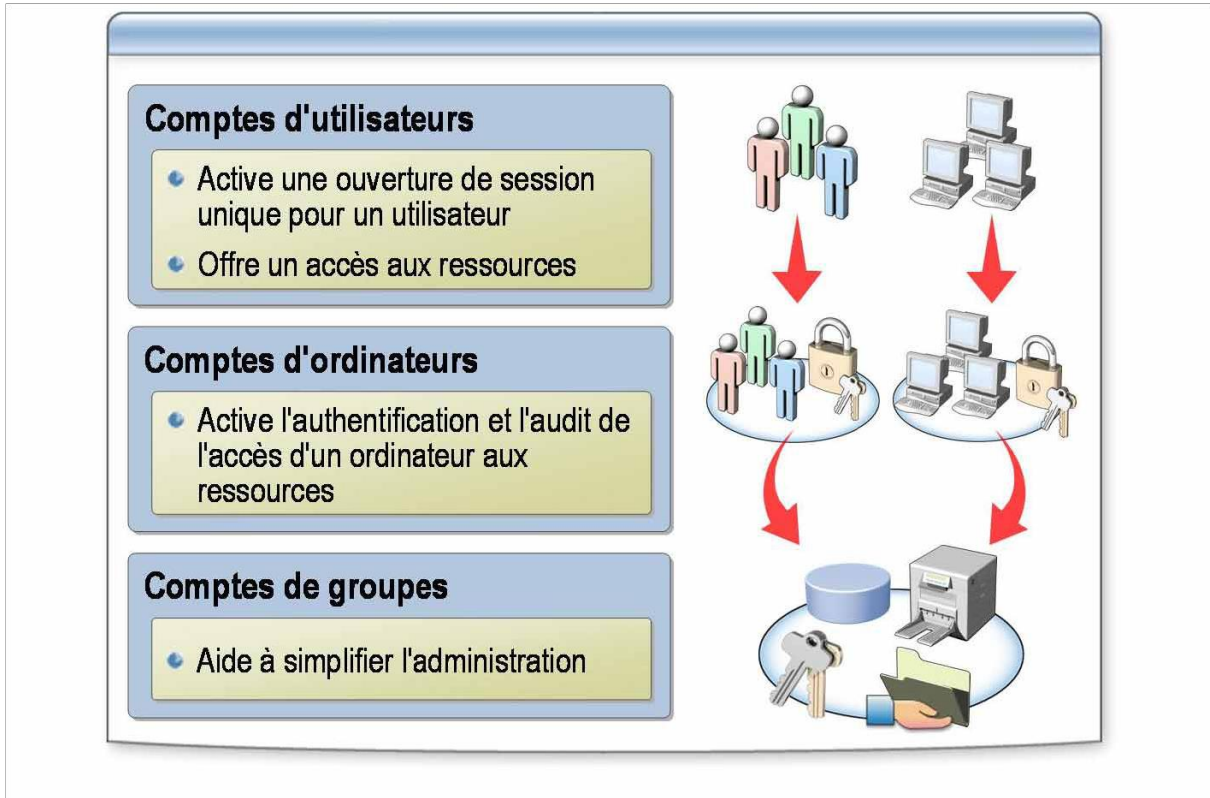 Comptes d'utilisateurs
Active une ouverture de session
unique pour un utilisateur
Offre un accès aux ressources
Comptes d'ordinateurs
Active l'authentification et l'audit de
l'accès d'un ordinateur aux
ressources
Comptes de groupes
Aide à simplifier l'administration